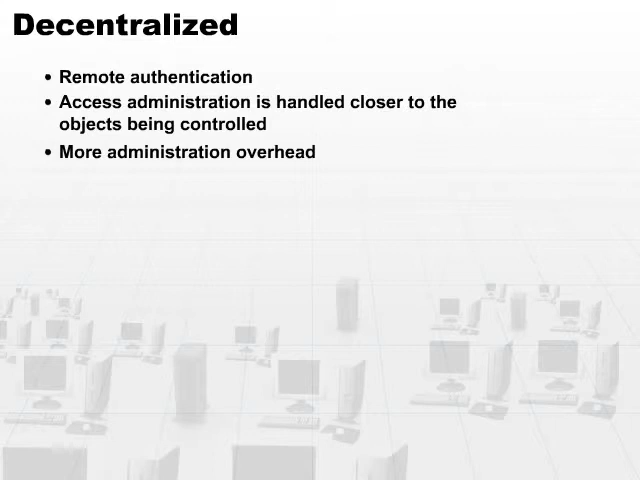 Decentralized
• Remote authentication
• Access administration is handled closer to the
objects being controlled
• More administration overhead